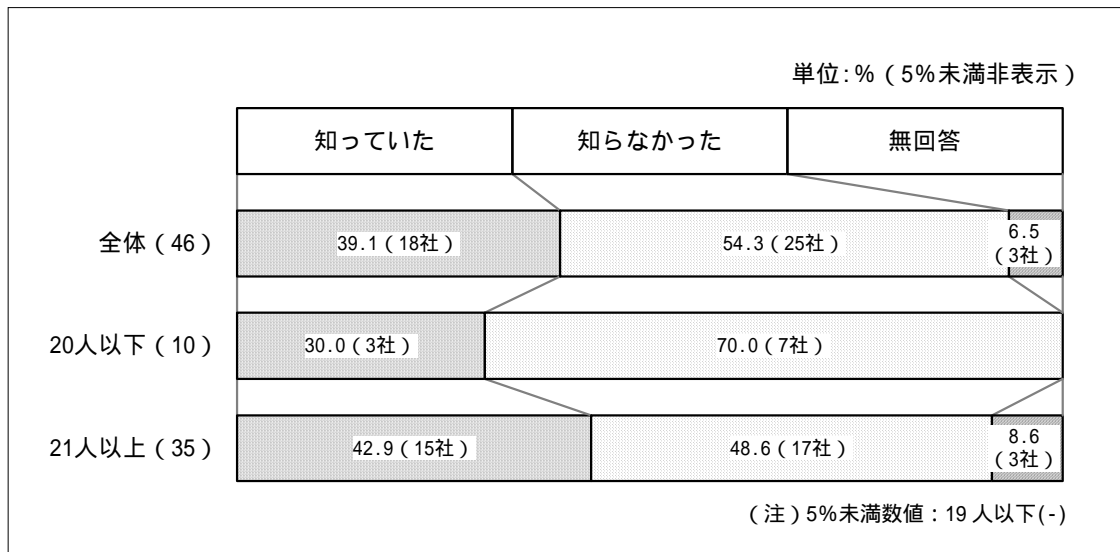 単位：%（5%未満非表示）
知っていた 知らなかった 無回答
全体（46） 39.1（18社） 54.3（25社） 6.5
（3社）
20人以下（10） 30.0（3社） 70.0（7社）
21人以上（35） 42.9（15社） 48.6（17社） 8.6
（3社）
（注）5%未満数値：19人以下(-)